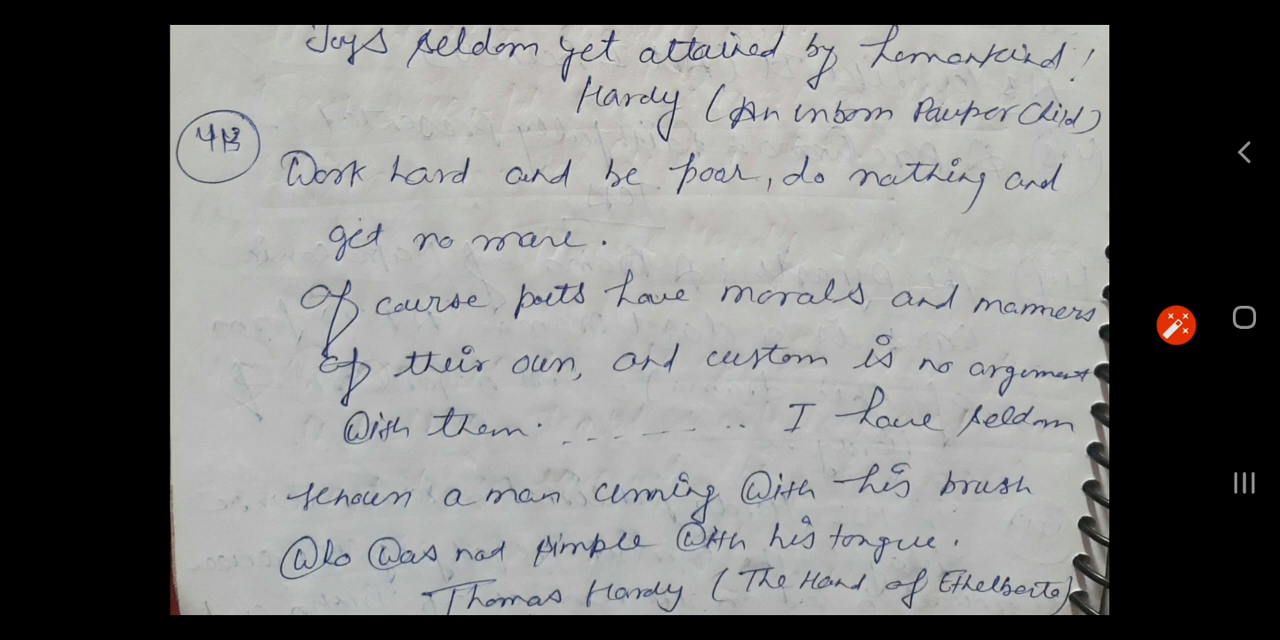 Joys seldom yet attained by humankind!
Hardy (An unborn Pauper Child)
Work hard and be poor, do nothing and
get no more.
Of course poets have morals and manners
of their own, and custom is no argument
with them. .............. I have seldom
known a man cunning with his brush
who was not simple with his tongue.
Thomas Hardy (The Hand of Ethelberta)